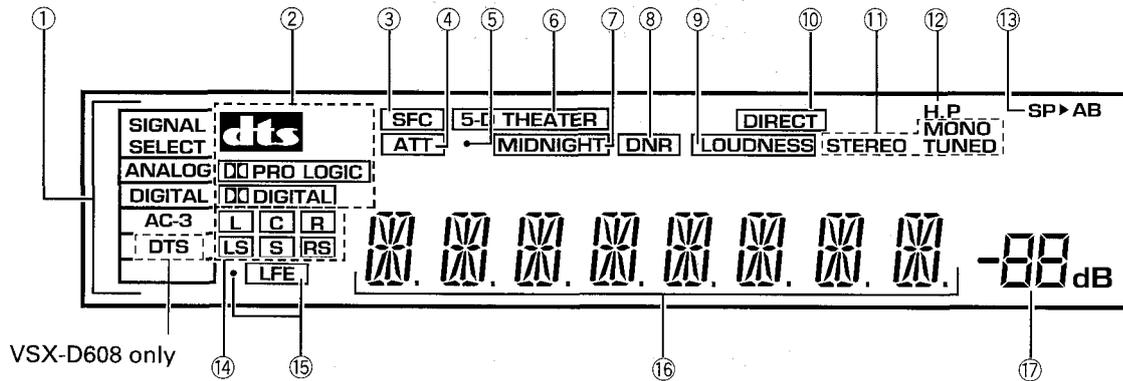 ① ② ③ ④ ⑤ ⑥ ⑦ ⑧ ⑨ ⑩ ⑪ ⑫ ⑬
SIGNAL SELECT
dts
SFC 5-D THEATER DIRECT H.P SP▶AB
ATT MIDNIGHT DNR LOUDNESS STEREO MONO TUNED
ANALOG PRO LOGIC
DIGITAL DIGITAL
AC-3 L C R
DTS LS S RS
LFE
-88 dB
VSX-D608 only
⑭ ⑮ ⑯ ⑰